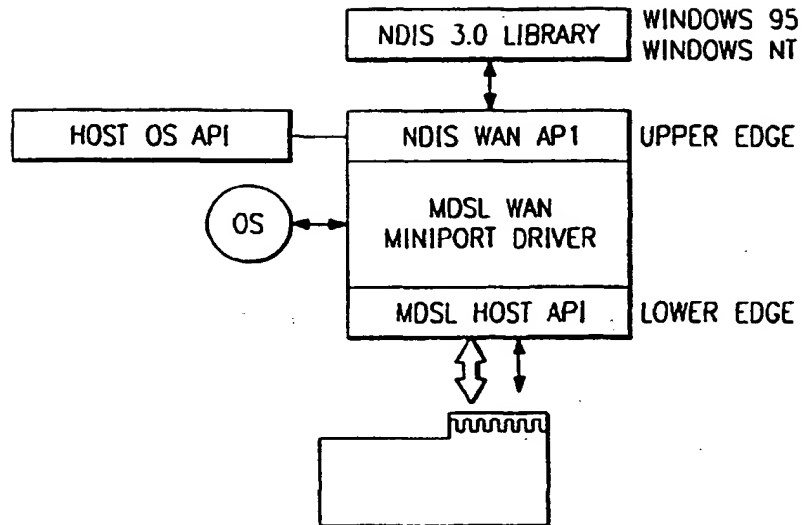 NDIS 3.0 LIBRARY
WINDOWS 95
WINDOWS NT
HOST OS API
NDIS WAN AP1
UPPER EDGE
OS
MDSL WAN
MINIPORT DRIVER
MDSL HOST API
LOWER EDGE